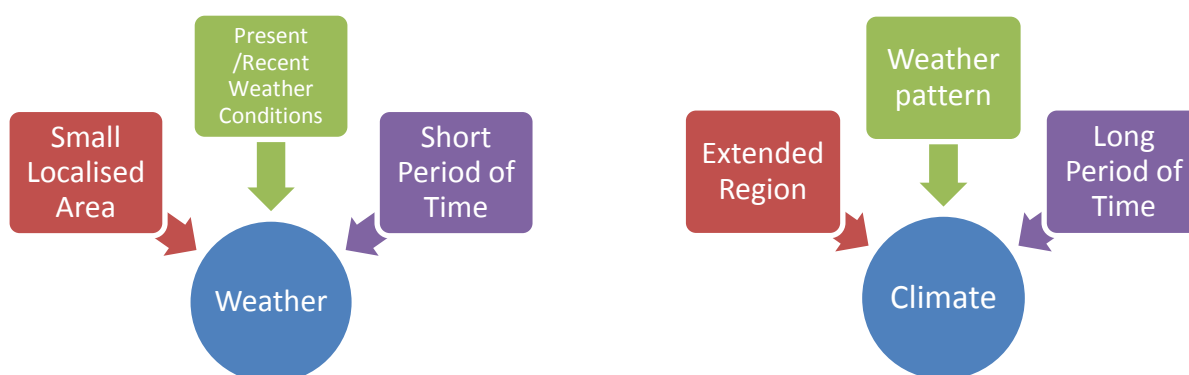 Present
/Recent
Weather
Conditions
Small
Localised
Area
Short
Period of
Time
Weather
Weather
pattern
Extended
Region
Long
Period of
Time
Climate